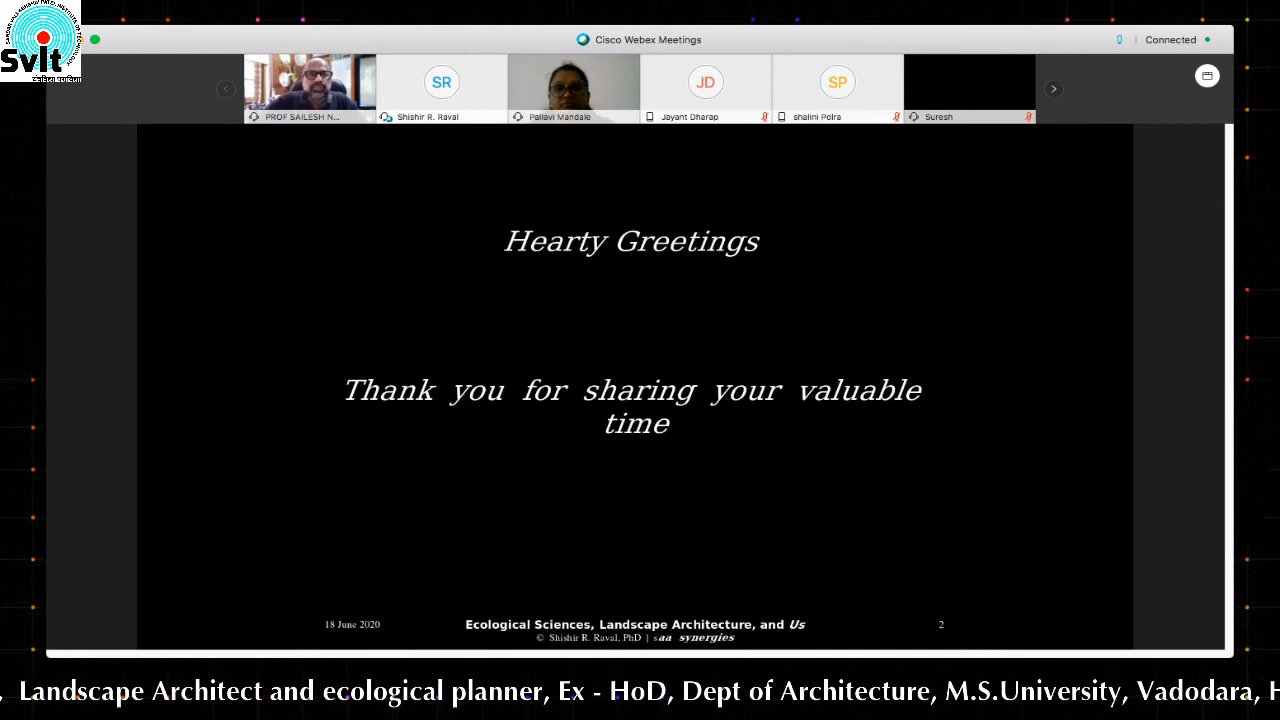 Svit
Cisco Webex Meetings
Connected
SR
JD
SP
PROF SAILESH N...
Shishir R. Raval
Pallavi Mandale
Jayant Dharap
shalini Polra
Suresh
Hearty Greetings
Thank you for sharing your valuable
time
18 June 2020
Ecological Sciences, Landscape Architecture, and Us
2
© Shishir R. Raval, PhD | saa synergies
, Landscape Architect and ecological planner, Ex - HoD, Dept of Architecture, M.S.University, Vadodara, H